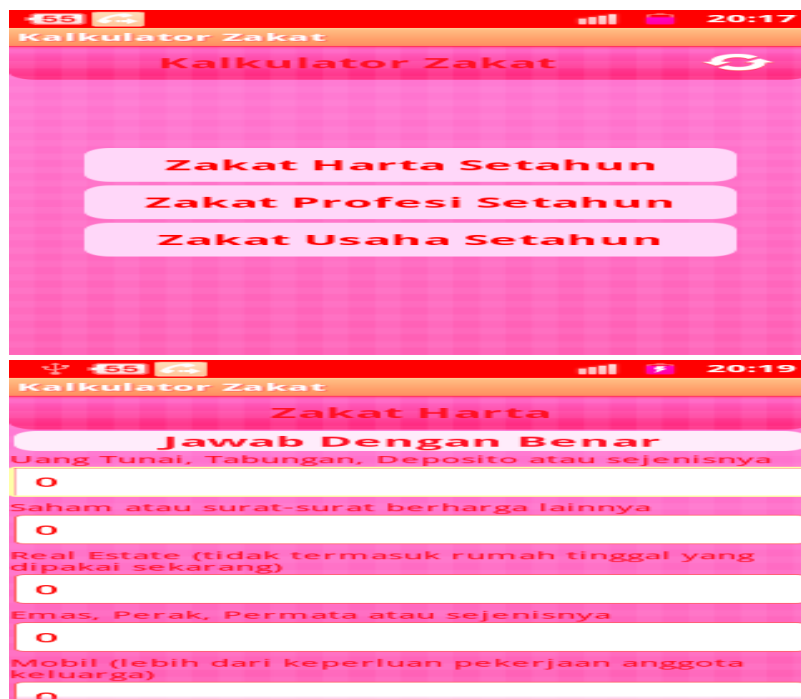 55 20:17
Kalkulator Zakat
Kalkulator Zakat
Zakat Harta Setahun
Zakat Profesi Setahun
Zakat Usaha Setahun
55 20:19
Kalkulator Zakat
Zakat Harta
Jawab Dengan Benar
Uang Tunai, Tabungan, Deposito atau sejenisnya
0
Saham atau surat-surat berharga lainnya
0
Real Estate (tidak termasuk rumah tinggal yang
dipakai sekarang)
0
Emas, Perak, Permata atau sejenisnya
0
Mobil (lebih dari keperluan pekerjaan anggota
keluarga)
0